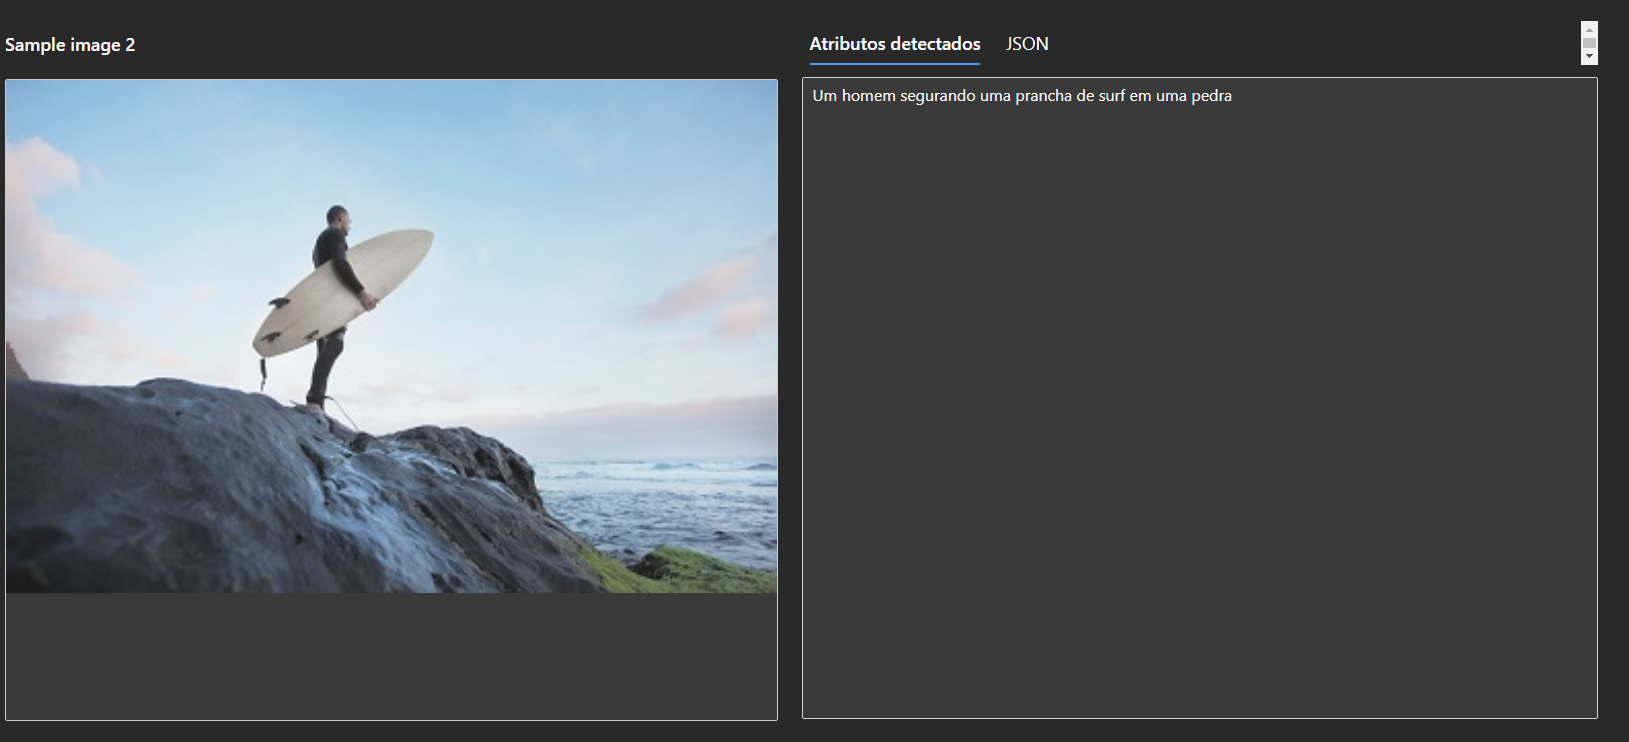 Sample image 2
Atributos detectados
JSON
Um homem segurando uma prancha de surf em uma pedra